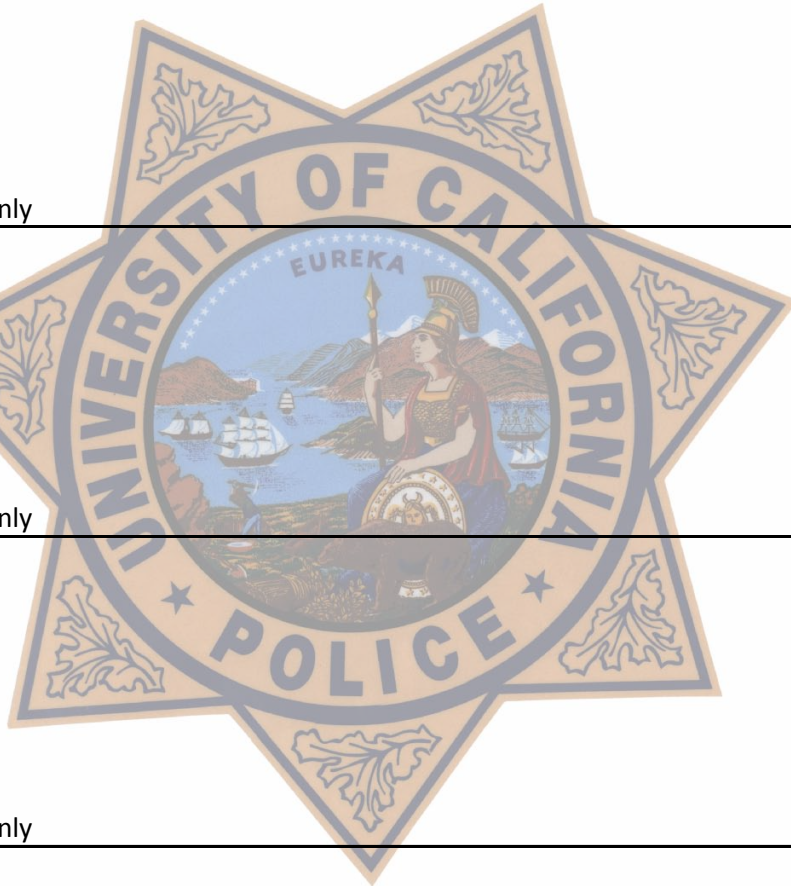 UNIVERSITY OF CALIFORNIA
EUREKA
nly
nly
POLICE
nly